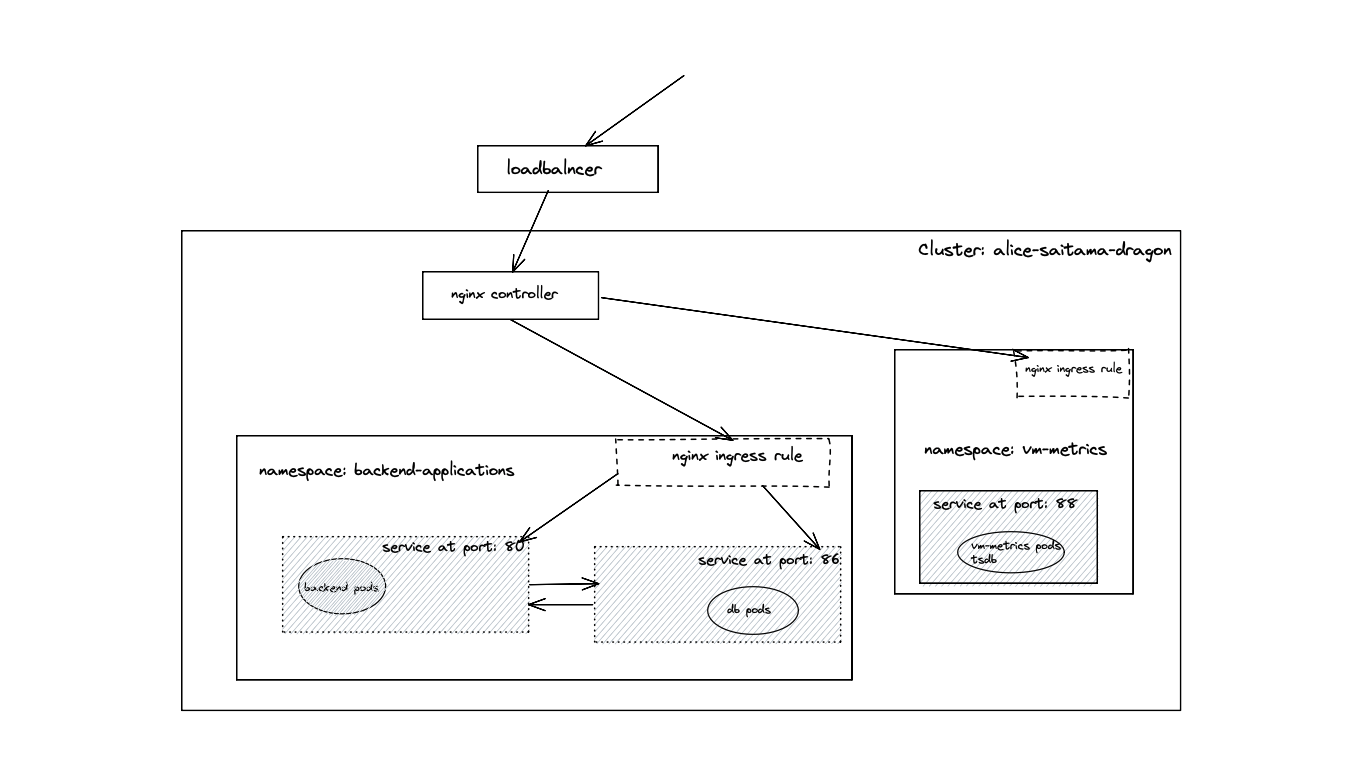 loadbalncer
Cluster: alice-saitama-dragon
nginx controller
nginx ingress rule
namespace: vm-metrics
service at port: 88
vm-metrics pods
tsdb
nginx ingress rule
namespace: backend-applications
service at port: 80
backend pods
service at port: 86
db pods